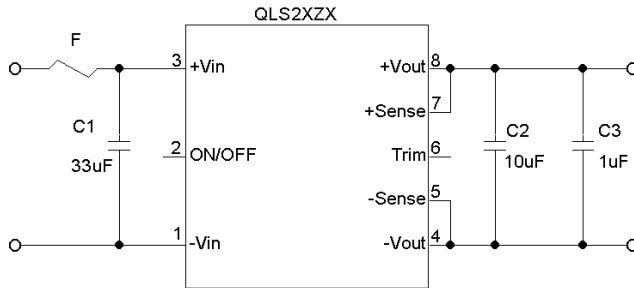 QLS2XZX
F
3 +Vin
+Vout 8
+Sense 7
C1
33uF
2 ON/OFF
Trim 6
C2
10uF
C3
1uF
-Sense 5
1 -Vin
-Vout 4